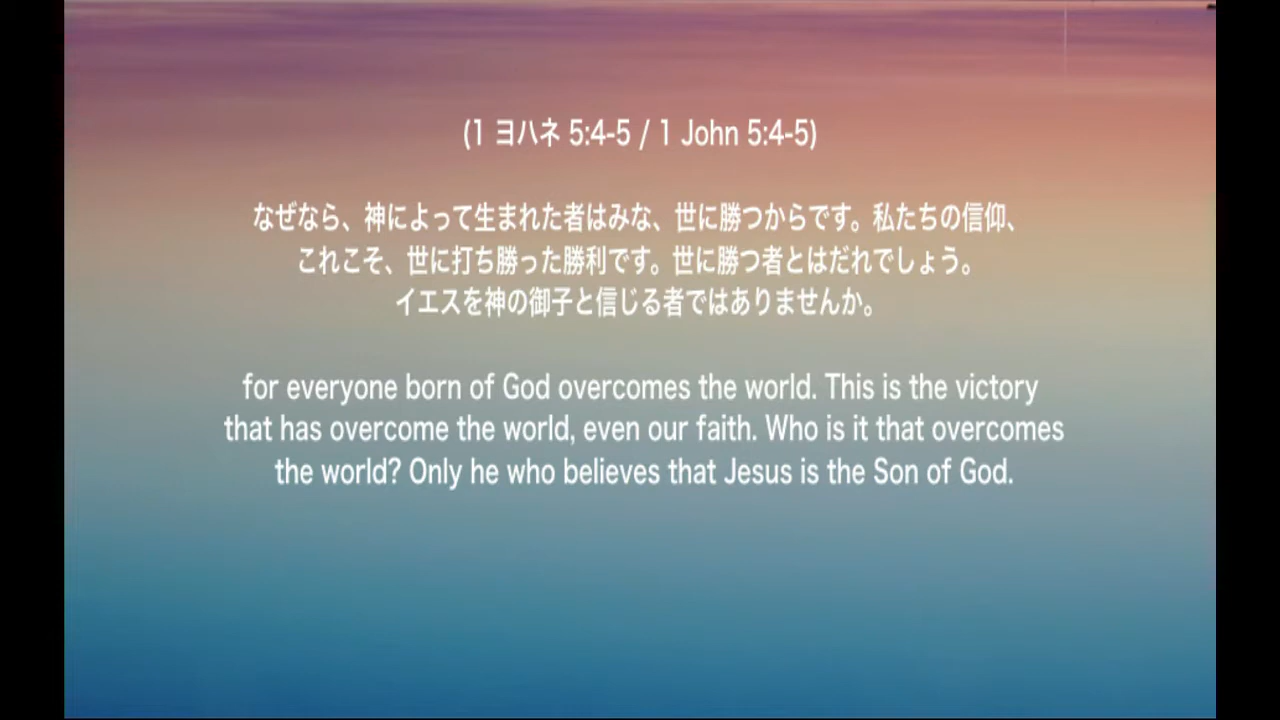 (1 ヨハネ 5:4-5 / 1 John 5:4-5)
なぜなら、神によって生まれた者はみな、世に勝つからです。私たちの信仰、
これこそ、世に打ち勝った勝利です。世に勝つ者とはだれでしょう。
イエスを神の御子と信じる者ではありませんか。
for everyone born of God overcomes the world. This is the victory
that has overcome the world, even our faith. Who is it that overcomes
the world? Only he who believes that Jesus is the Son of God.